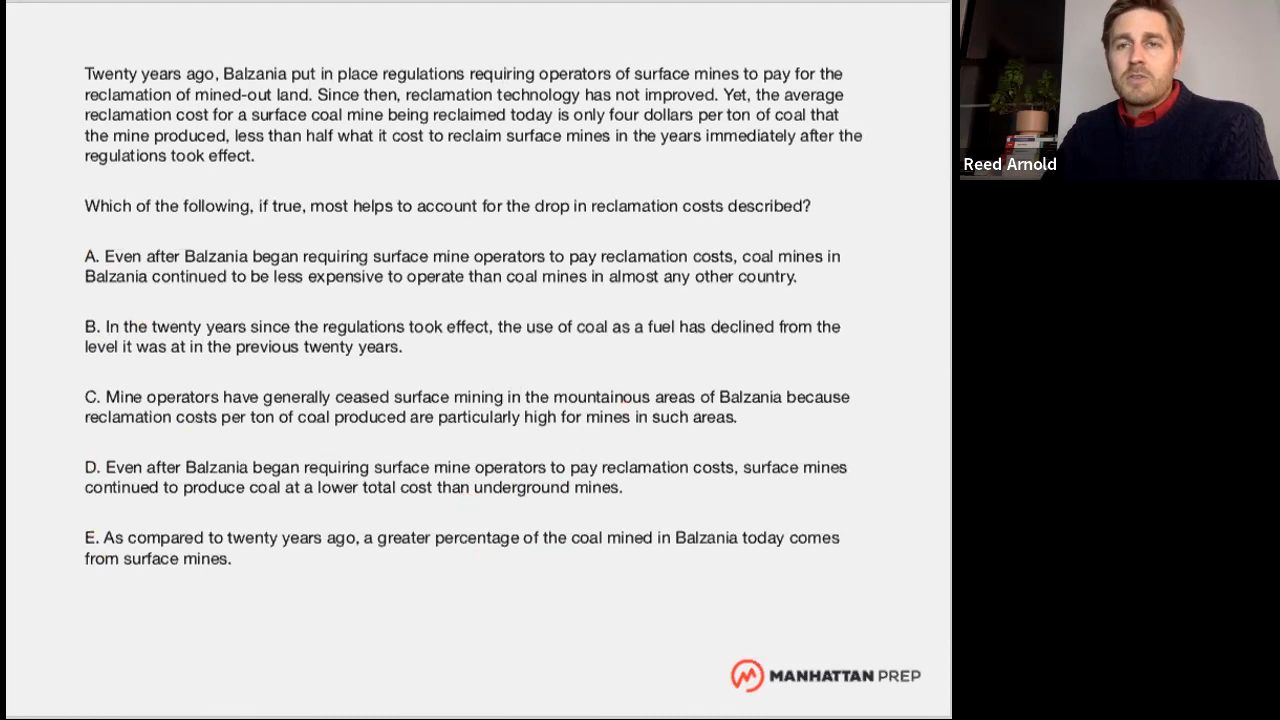 Twenty years ago, Balzania put in place regulations requiring operators of surface mines to pay for the
reclamation of mined-out land. Since then, reclamation technology has not improved. Yet, the average
reclamation cost for a surface coal mine being reclaimed today is only four dollars per ton of coal that
the mine produced, less than half what it cost to reclaim surface mines in the years immediately after the
regulations took effect.
Which of the following, if true, most helps to account for the drop in reclamation costs described?
A. Even after Balzania began requiring surface mine operators to pay reclamation costs, coal mines in
Balzania continued to be less expensive to operate than coal mines in almost any other country.
B. In the twenty years since the regulations took effect, the use of coal as a fuel has declined from the
level it was at in the previous twenty years.
C. Mine operators have generally ceased surface mining in the mountainous areas of Balzania because
reclamation costs per ton of coal produced are particularly high for mines in such areas.
D. Even after Balzania began requiring surface mine operators to pay reclamation costs, surface mines
continued to produce coal at a lower total cost than underground mines.
E. As compared to twenty years ago, a greater percentage of the coal mined in Balzania today comes
from surface mines.
MANHATTAN PREP
Reed Arnold